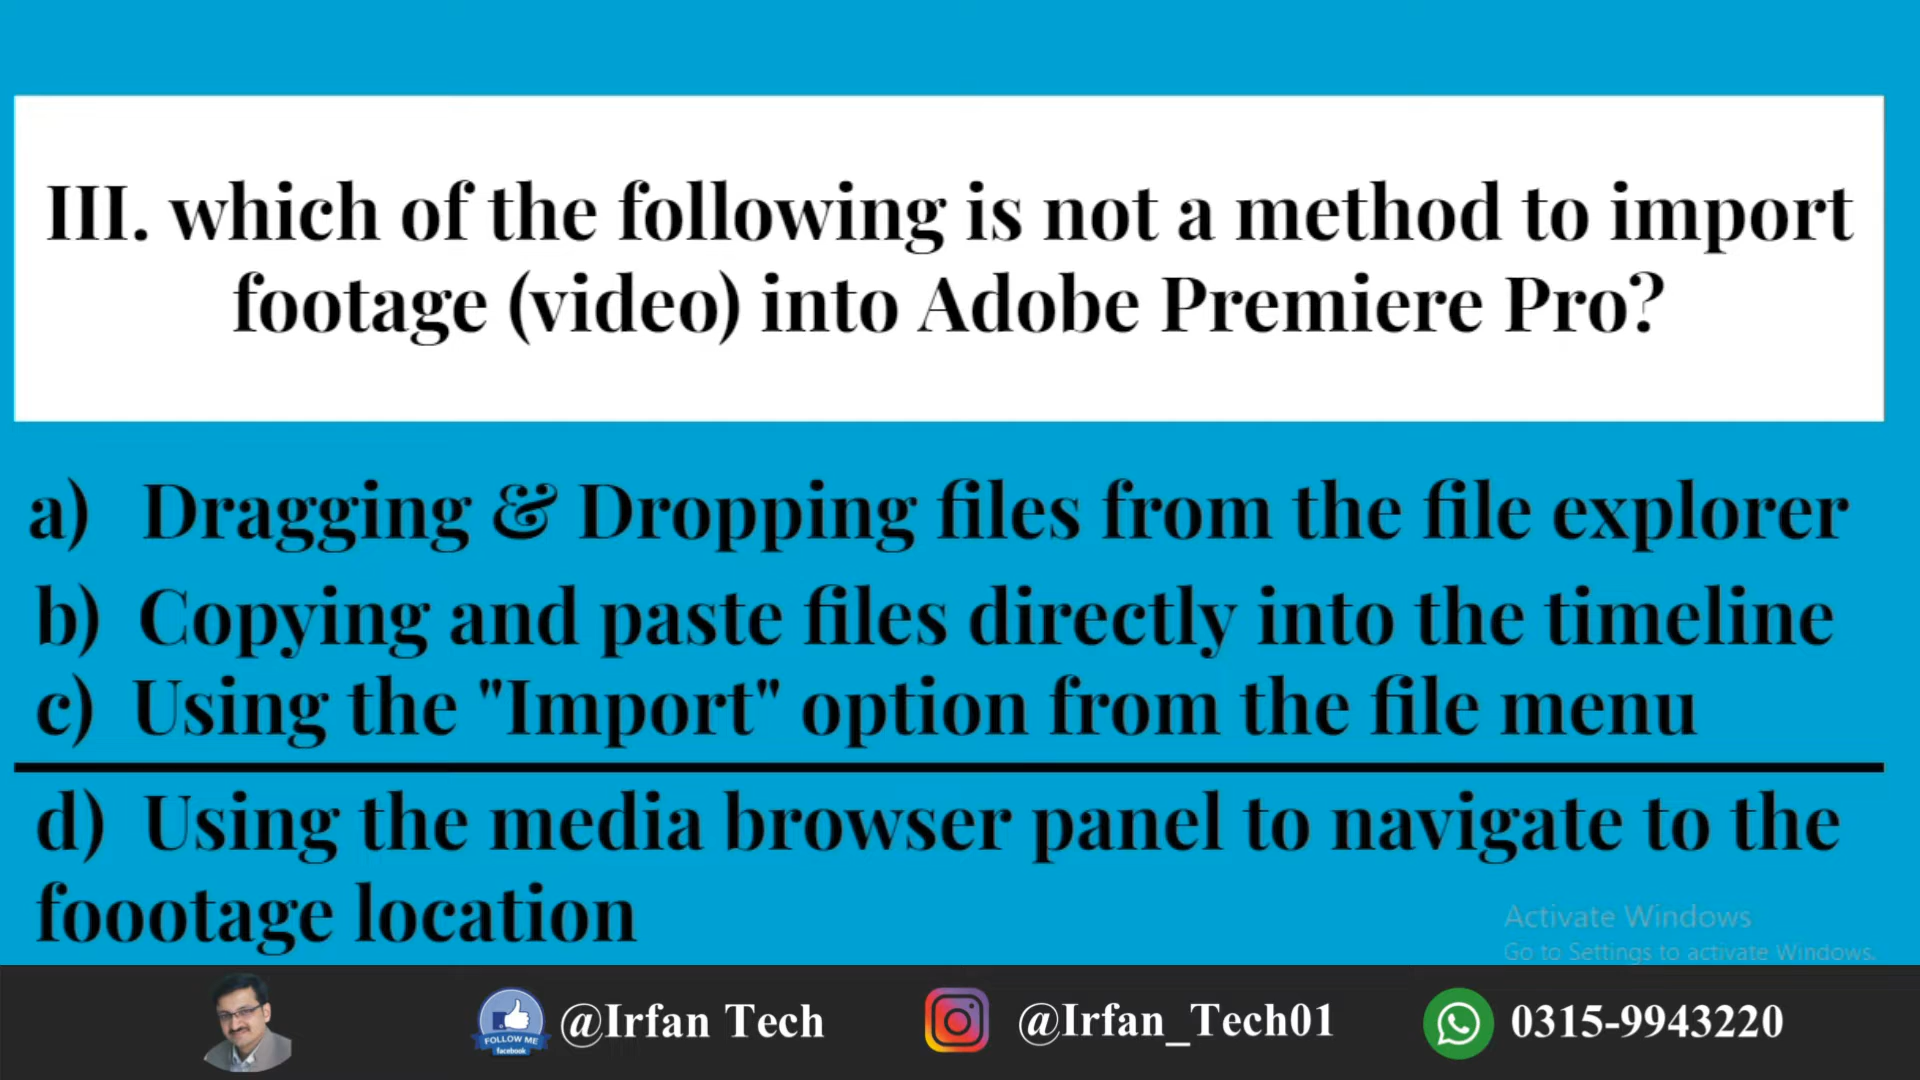 III. which of the following is not a method to import
footage (video) into Adobe Premiere Pro?
a) Dragging & Dropping files from the file explorer
b) Copying and paste files directly into the timeline
c) Using the "Import" option from the file menu
d) Using the media browser panel to navigate to the
foootage location
Activate Windows
Go to Settings to activate Windows.
FOLLOW ME
facebook
@Irfan Tech
@Irfan_Tech01
0315-9943220